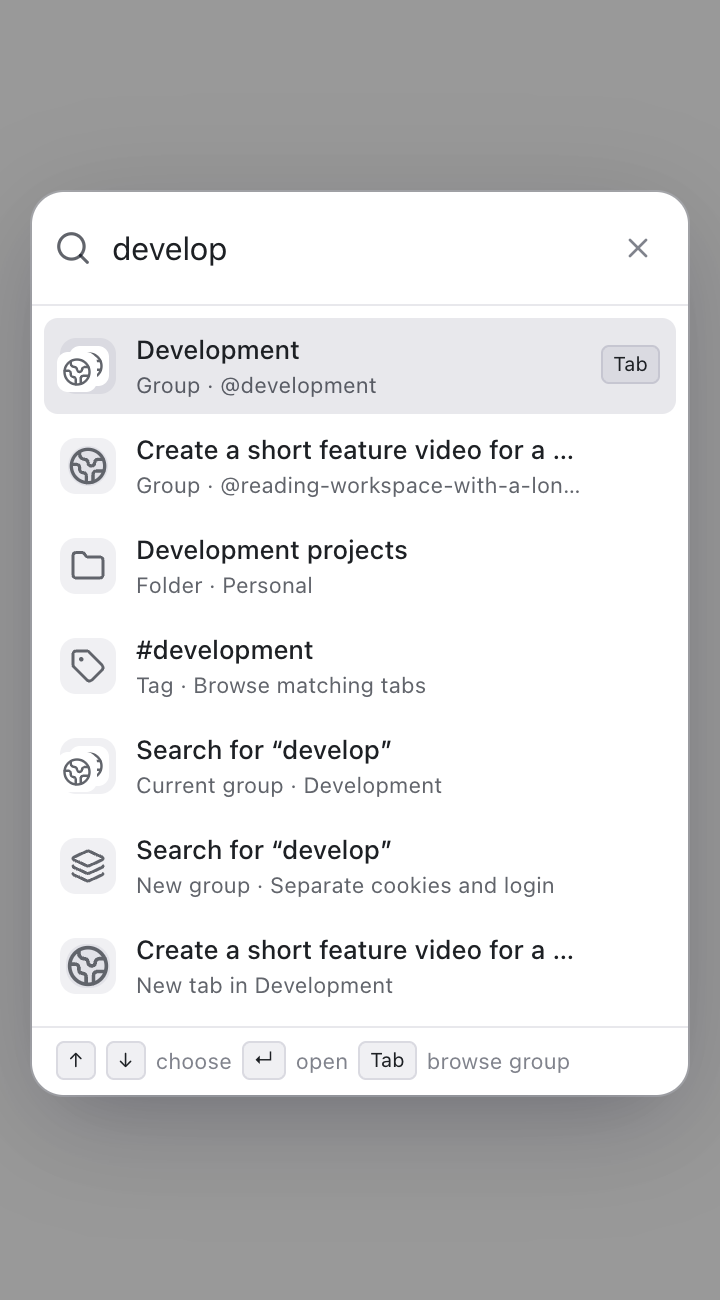 develop
Development
Group · @development
Tab
Create a short feature video for a ...
Group · @reading-workspace-with-a-lon...
Development projects
Folder · Personal
#development
Tag · Browse matching tabs
Search for “develop”
Current group · Development
Search for “develop”
New group · Separate cookies and login
Create a short feature video for a ...
New tab in Development
↑ ↓ choose ↵ open Tab browse group